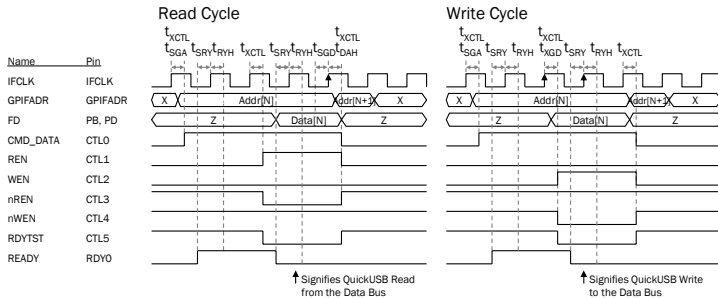 Read Cycle
Write Cycle
tXCTL tXCTL
tSGA tSRY tRYH tXCTL tSRY tRYH tSGD tDAH
tXCTL tXCTL
tSGA tSRY tRYH tXGD tSRY tRYH
Name Pin
IFCLK IFCLK
GPIFADR GPIFADR X Addr[N] Addr[N+1] X X Addr[N] Addr[N+1] X
FD PB, PD Z Data[N] Z Z Data[N] Z
CMD_DATA CTL0
REN CTL1
WEN CTL2
nREN CTL3
nWEN CTL4
RDYTST CTL5
READY RDY0
Signifies QuickUSB Read
from the Data Bus
Signifies QuickUSB Write
to the Data Bus